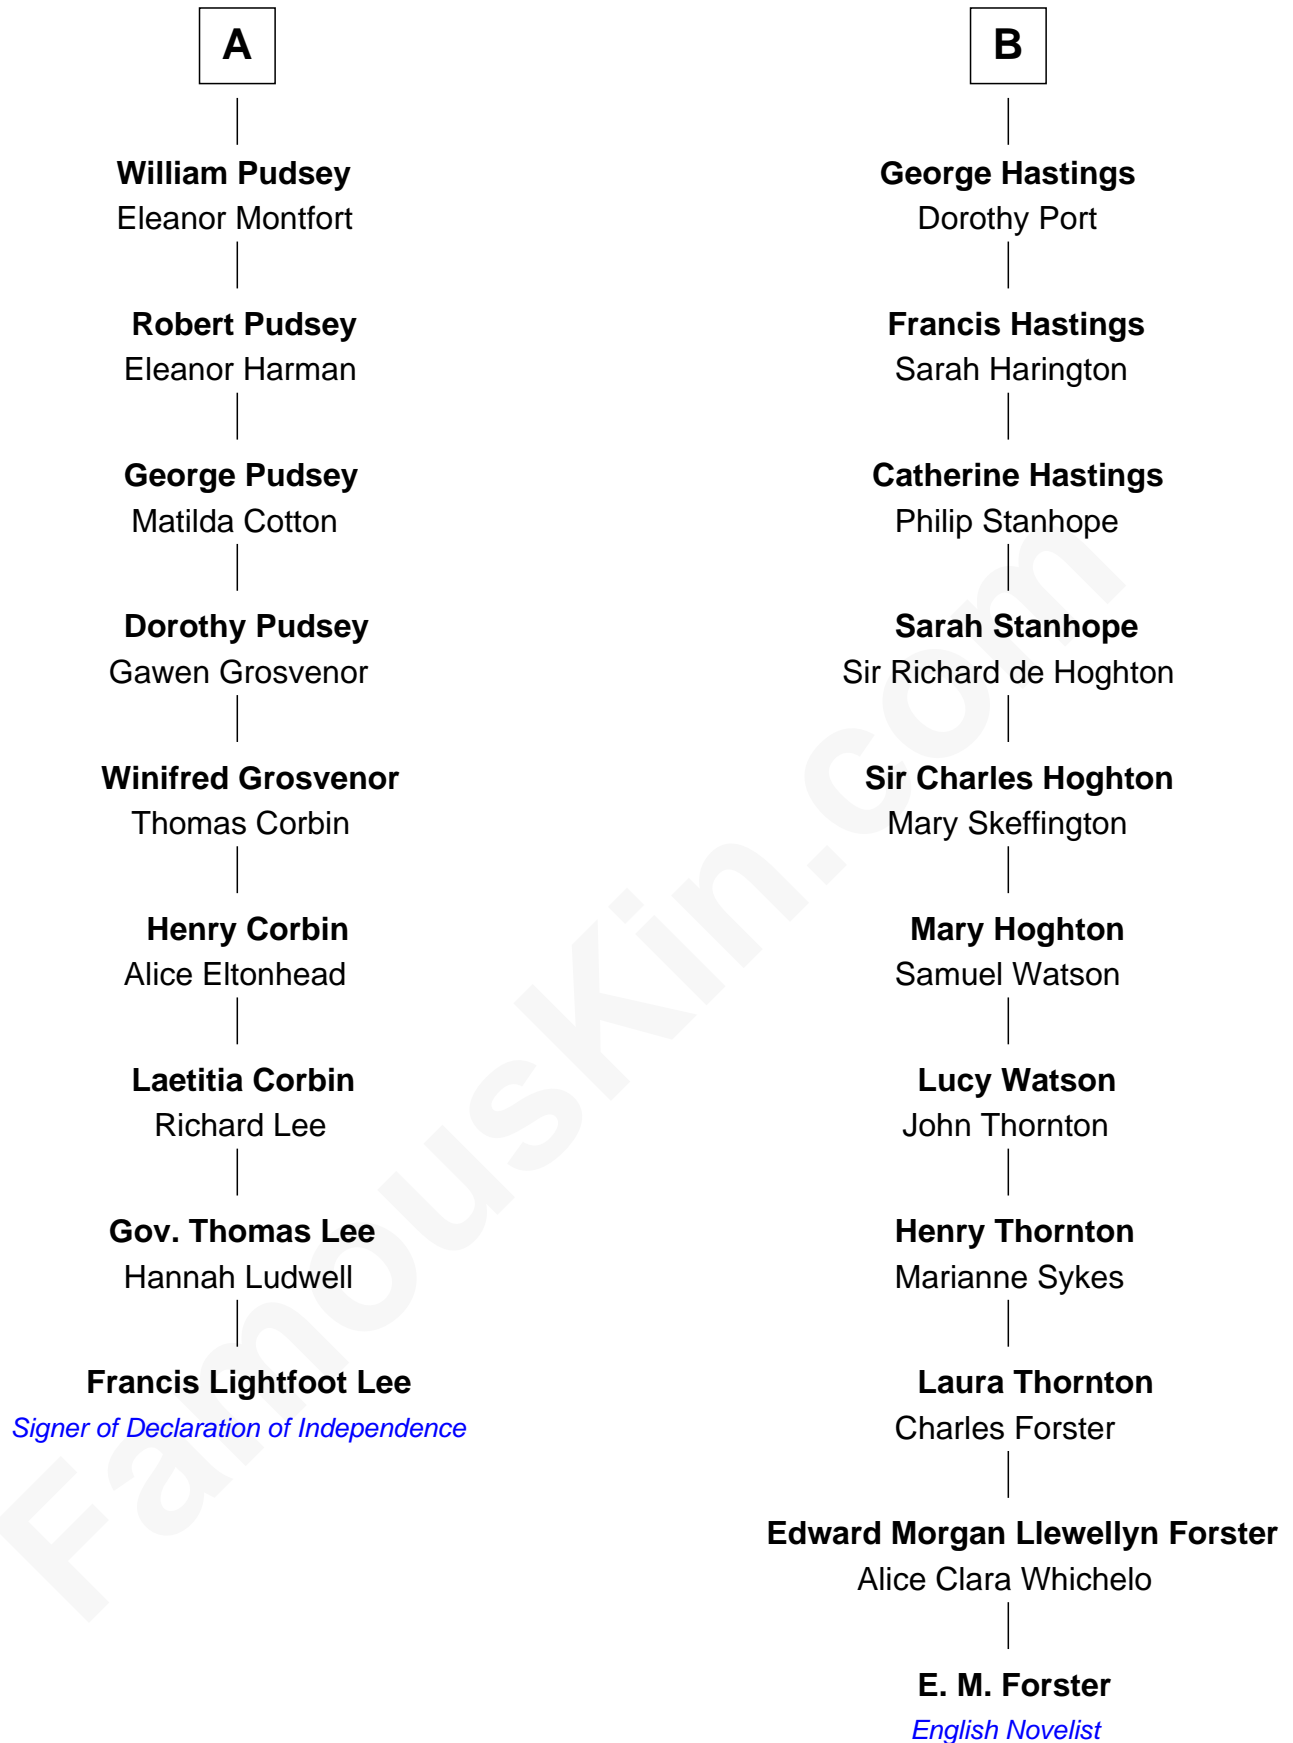 A
William Pudsey
Eleanor Montfort
Robert Pudsey
Eleanor Harman
George Pudsey
Matilda Cotton
Dorothy Pudsey
Gawen Grosvenor
Winifred Grosvenor
Thomas Corbin
Henry Corbin
Alice Eltonhead
Laetitia Corbin
Richard Lee
Gov. Thomas Lee
Hannah Ludwell
Francis Lightfoot Lee
Signer of Declaration of Independence
B
George Hastings
Dorothy Port
Francis Hastings
Sarah Harington
Catherine Hastings
Philip Stanhope
Sarah Stanhope
Sir Richard de Hoghton
Sir Charles Hoghton
Mary Skeffington
Mary Hoghton
Samuel Watson
Lucy Watson
John Thornton
Henry Thornton
Marianne Sykes
Laura Thornton
Charles Forster
Edward Morgan Llewellyn Forster
Alice Clara Whichelo
E. M. Forster
English Novelist
FamousKin.com